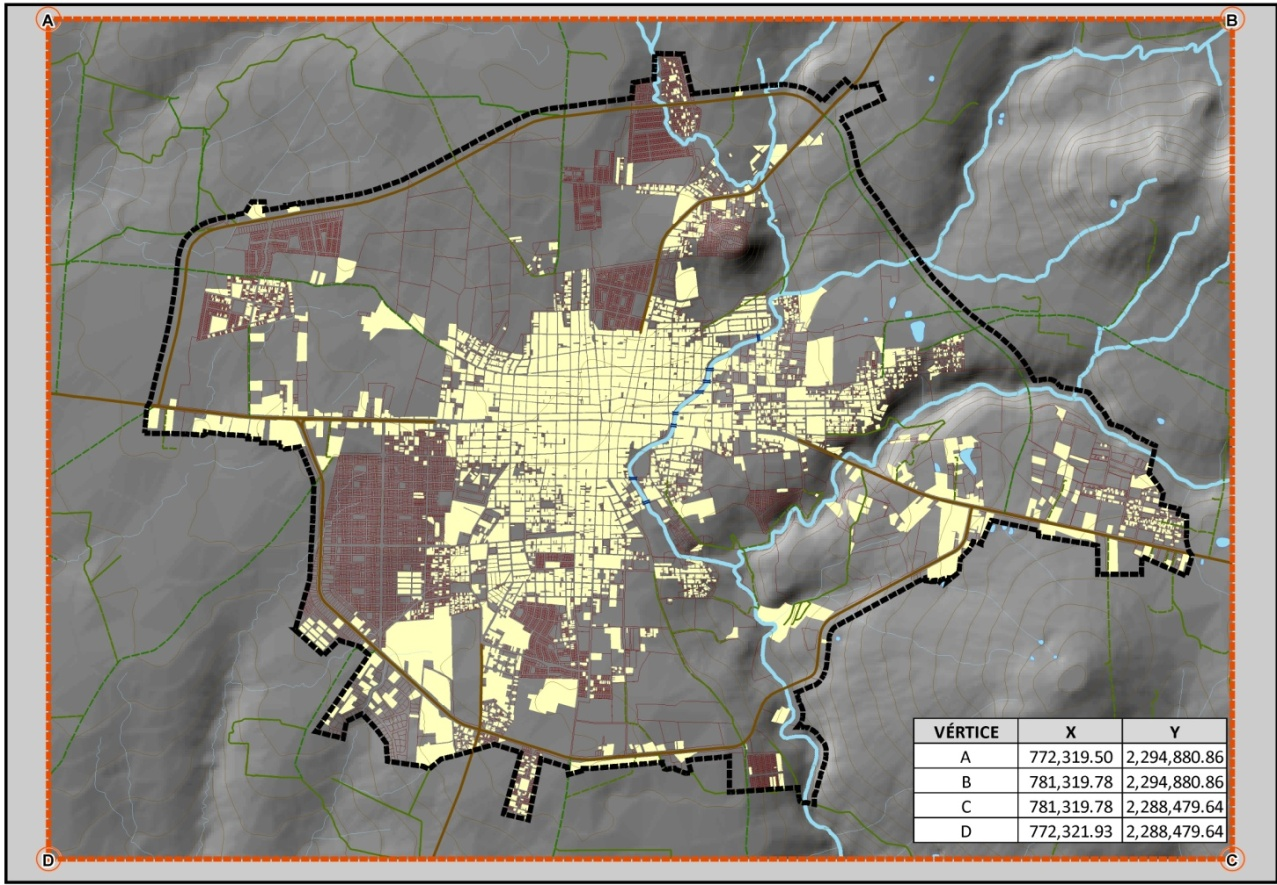 A
B
VÉRTICE X Y
A 772,319.50 2,294,880.86
B 781,319.78 2,294,880.86
C 781,319.78 2,288,479.64
D 772,321.93 2,288,479.64
D
C